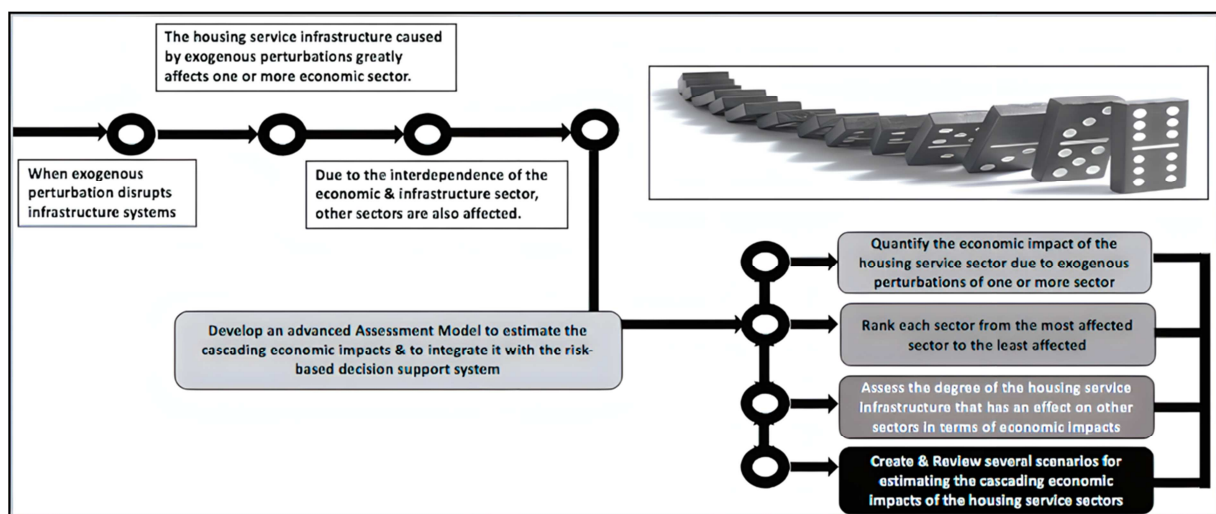 The housing service infrastructure caused
by exogenous perturbations greatly
affects one or more economic sector.
When exogenous
perturbation disrupts
infrastructure systems
Due to the interdependence of the
economic & infrastructure sector,
other sectors are also affected.
Develop an advanced Assessment Model to estimate the
cascading economic impacts & to integrate it with the risk-
based decision support system
Quantify the economic impact of the
housing service sector due to exogenous
perturbations of one or more sector
Rank each sector from the most affected
sector to the least affected
Assess the degree of the housing service
infrastructure that has an effect on other
sectors in terms of economic impacts
Create & Review several scenarios for
estimating the cascading economic
impacts of the housing service sectors